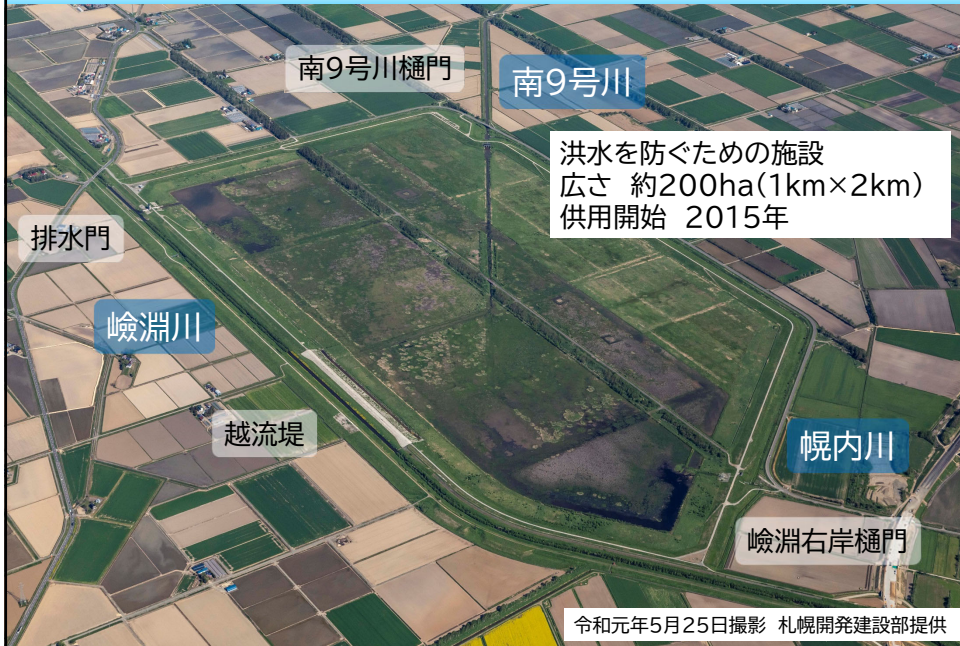 南9号川樋門
南9号川
洪水を防ぐための施設
広さ 約200ha(1km×2km)
供用開始 2015年
排水門
嶮淵川
越流堤
幌内川
嶮淵右岸樋門
令和元年5月25日撮影 札幌開発建設部提供